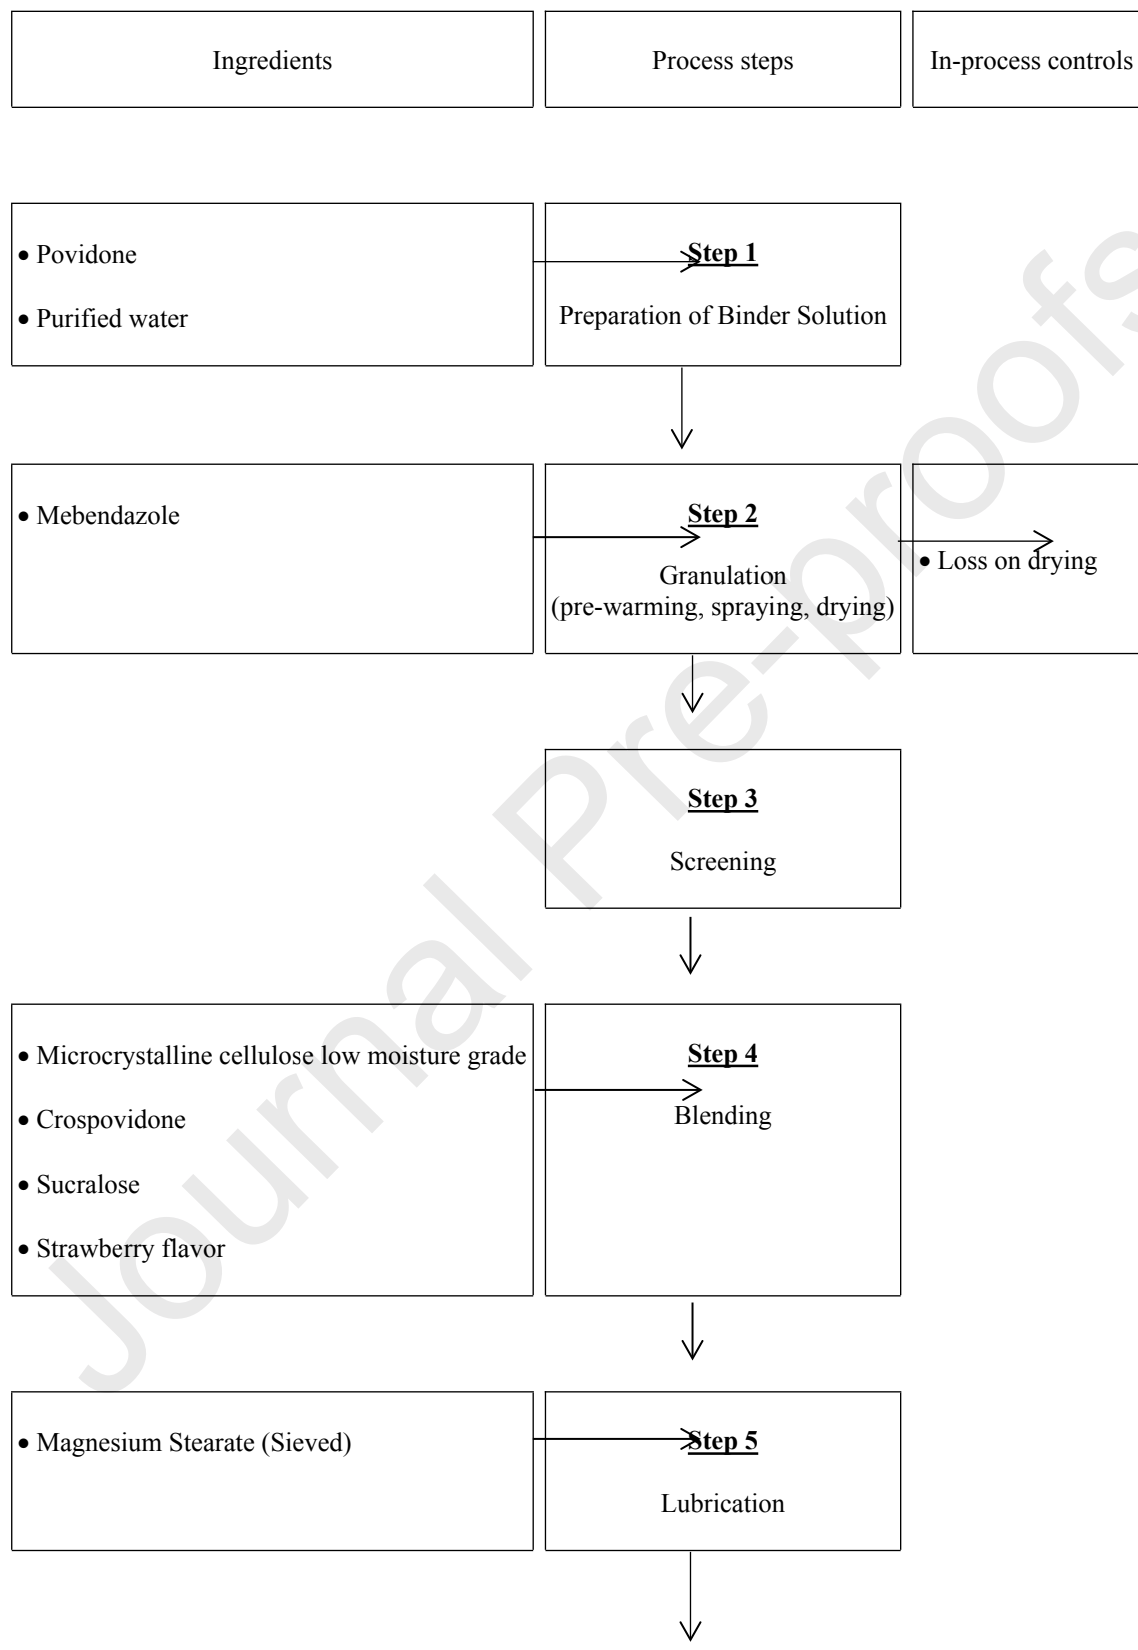 Ingredients
Process steps
In-process controls
• Povidone
• Purified water
Step 1
Preparation of Binder Solution
• Mebendazole
Step 2
Granulation
(pre-warming, spraying, drying)
• Loss on drying
Step 3
Screening
• Microcrystalline cellulose low moisture grade
• Crospovidone
• Sucralose
• Strawberry flavor
Step 4
Blending
• Magnesium Stearate (Sieved)
Step 5
Lubrication
Journal Pre-proofs